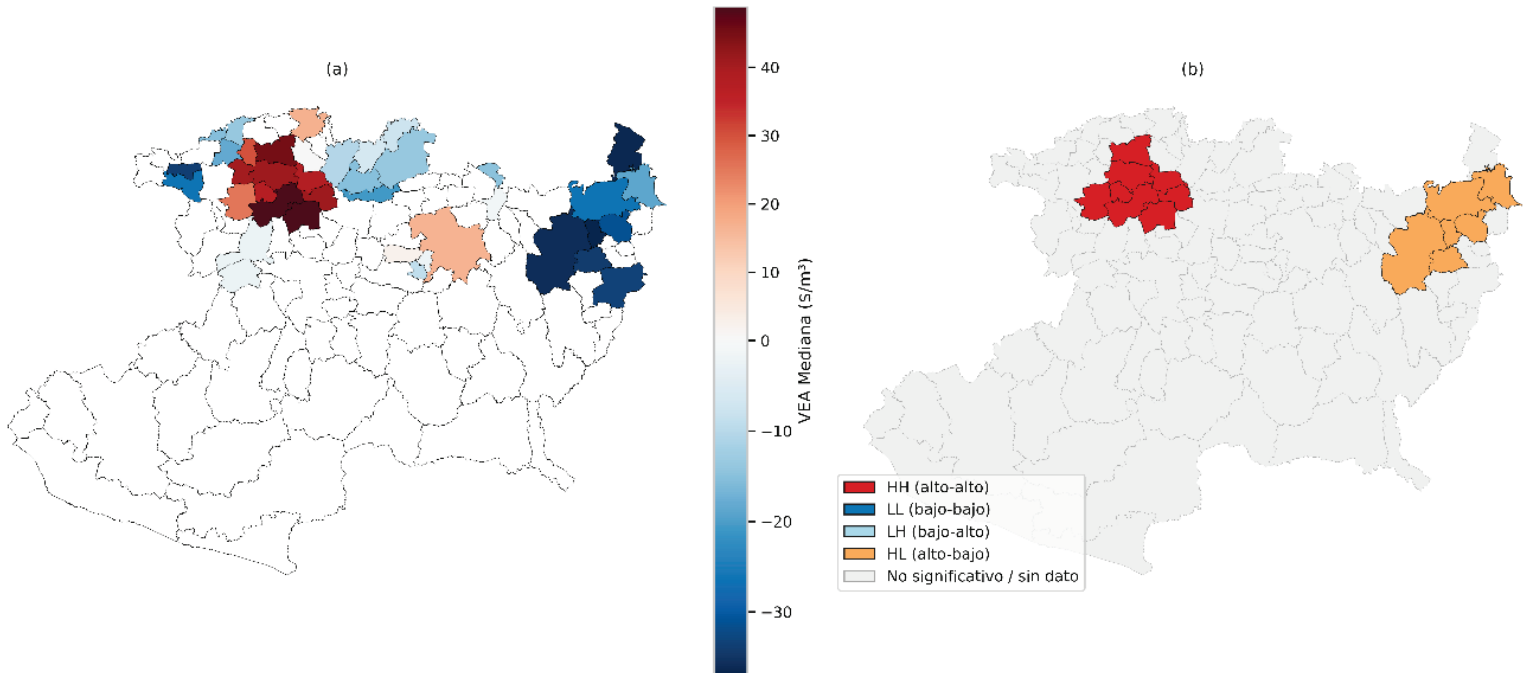 (a)
(b)
40
30
20
10
0
−10
−20
−30
VEA Mediana ($/m³)
HH (alto-alto)
LL (bajo-bajo)
LH (bajo-alto)
HL (alto-bajo)
No significativo / sin dato